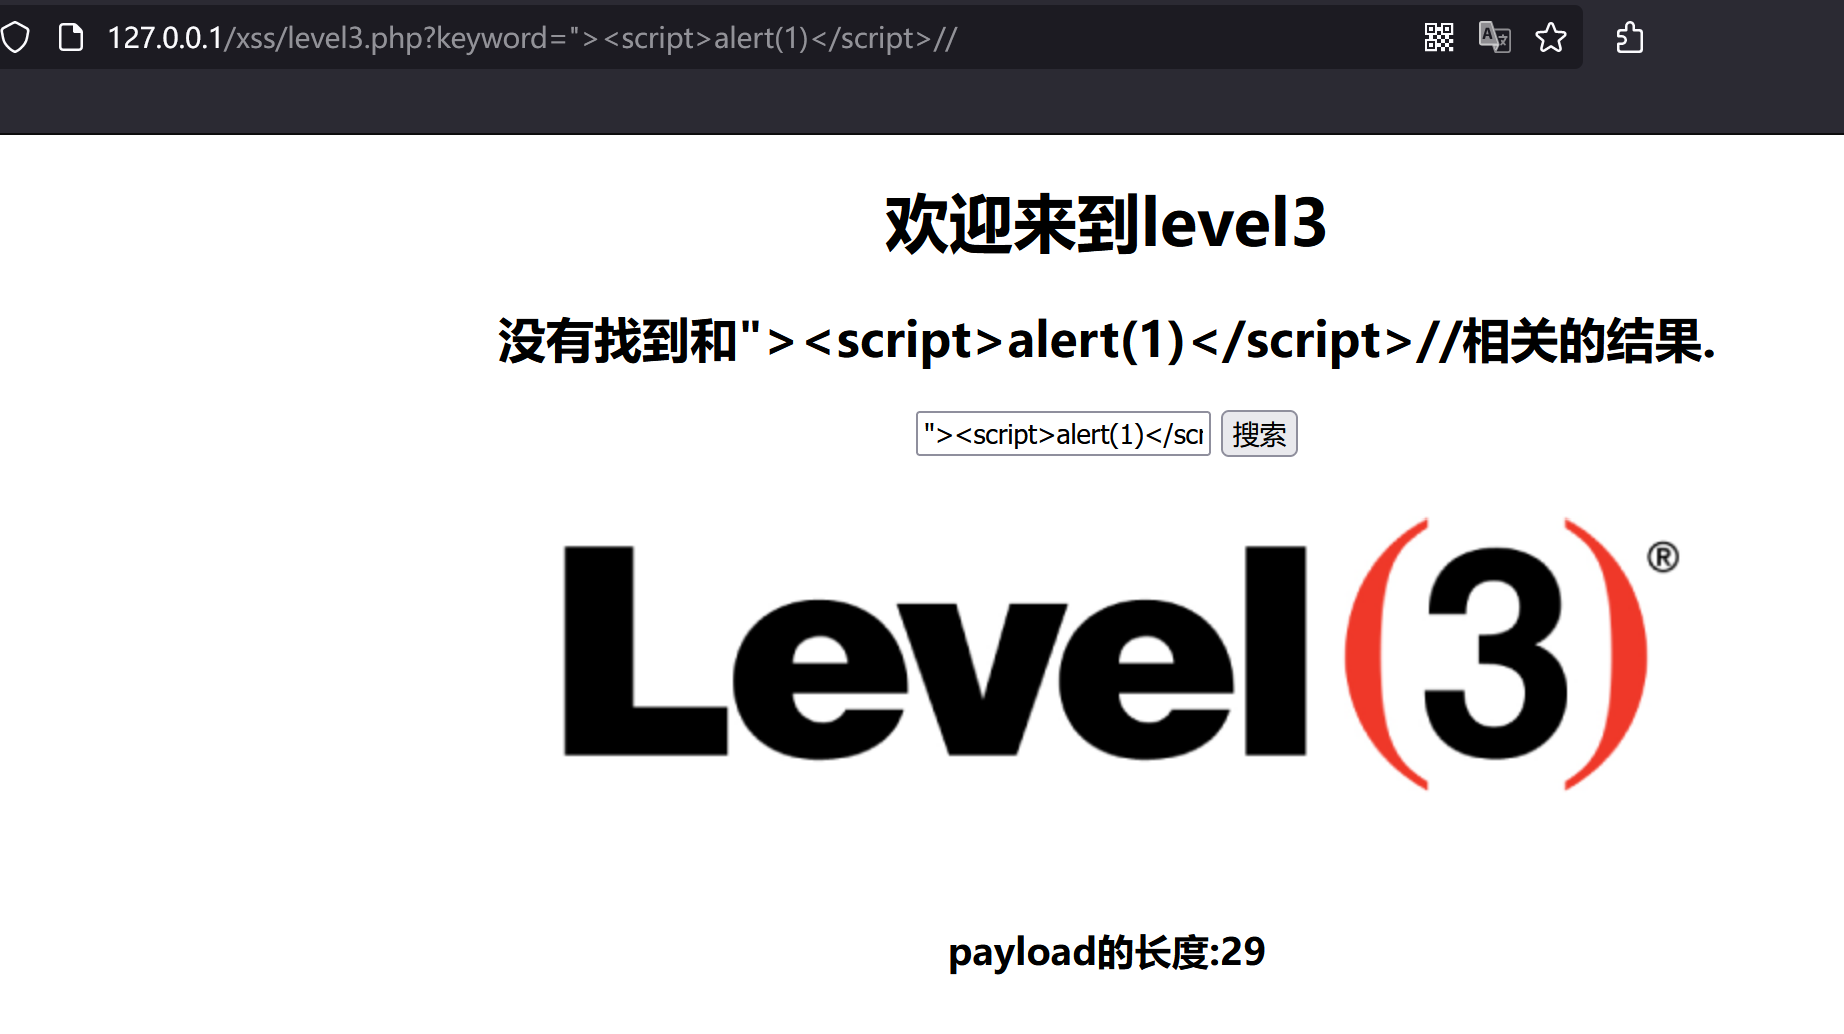 127.0.0.1/xss/level3.php?keyword="><script>alert(1)</script>//
欢迎来到level3
没有找到和"><script>alert(1)</script>//相关的结果.
"><script>alert(1)</scr
搜索
Level(3)®
payload的长度:29